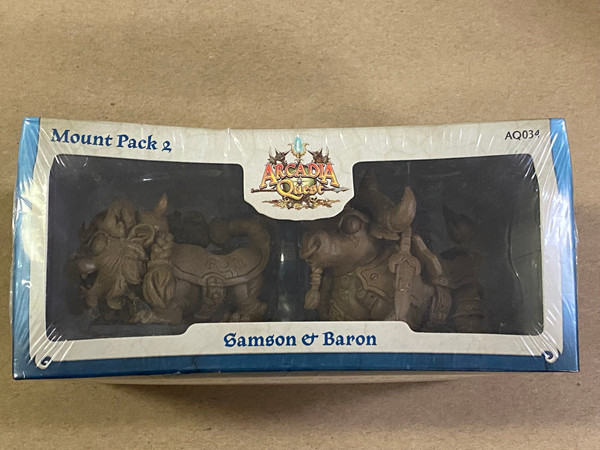 Mount Pack 2
AQ034
ARCADIA
Quest
Samson & Baron